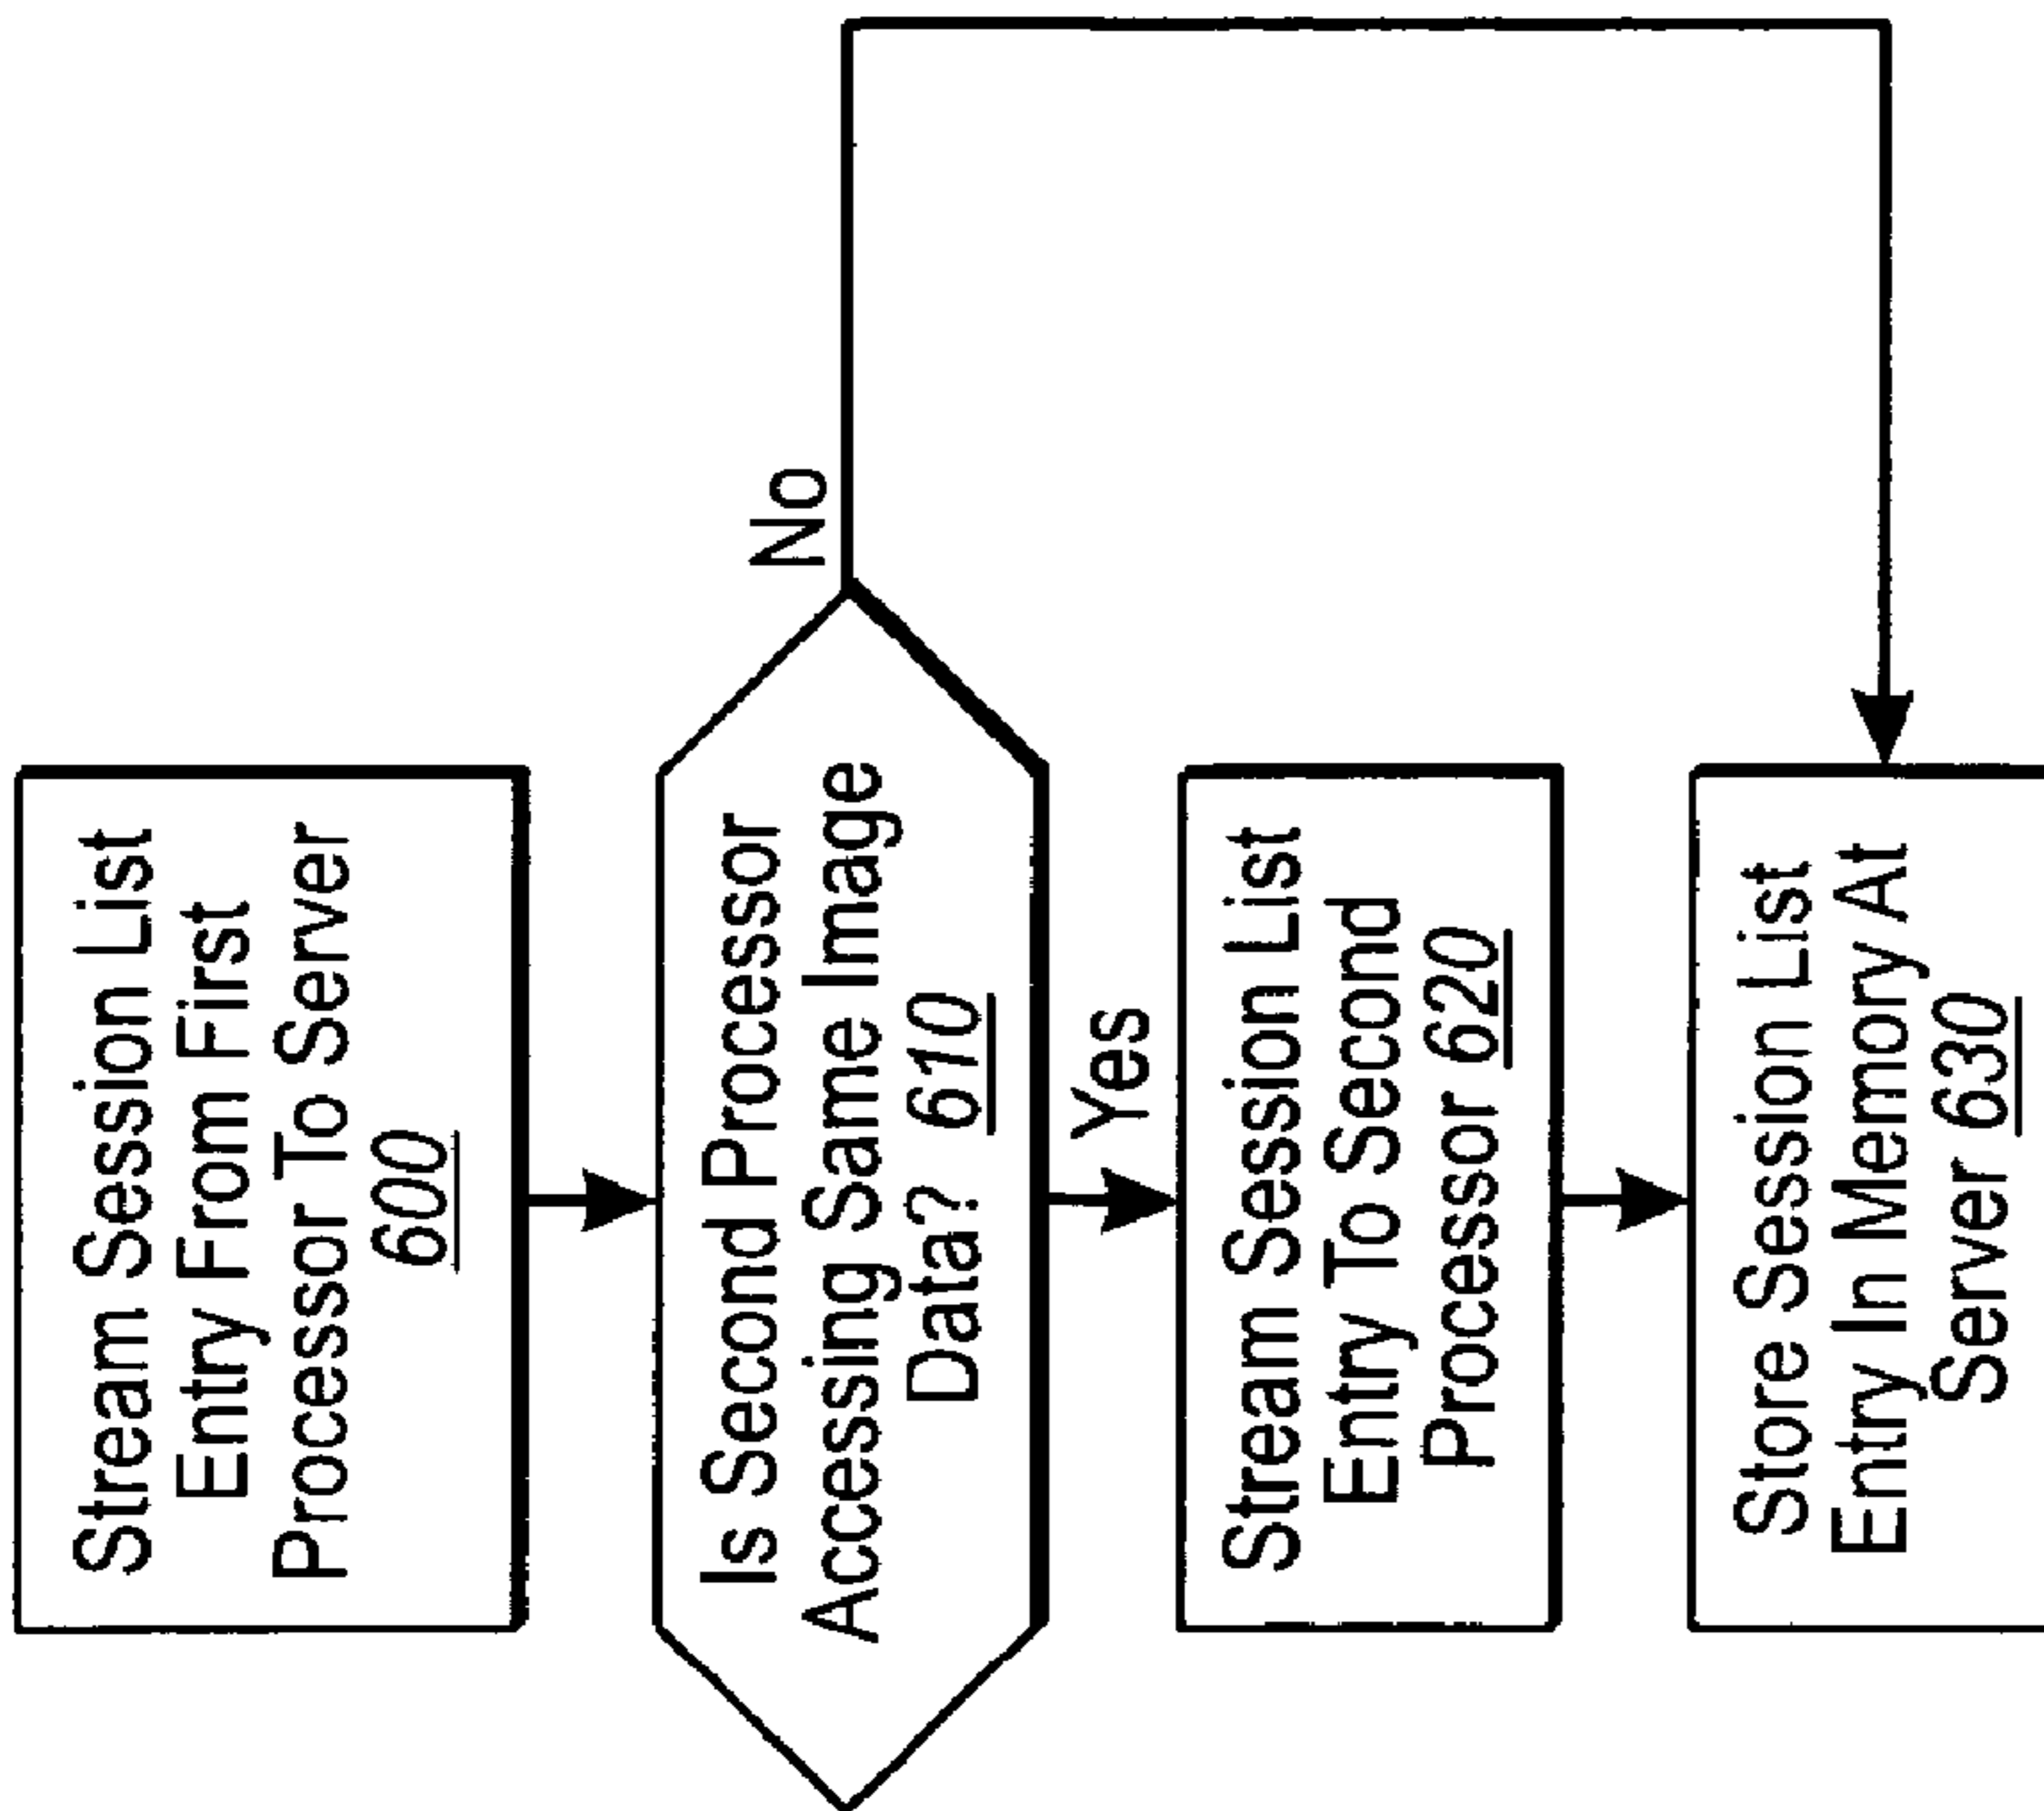 Stream Session List
Entry From First
Processor To Server
600
Is Second Processor
Accessing Same Image
Data? 610
No
Yes
Stream Session List
Entry To Second
Processor 620
Store Session List
Entry In Memory At
Server 630